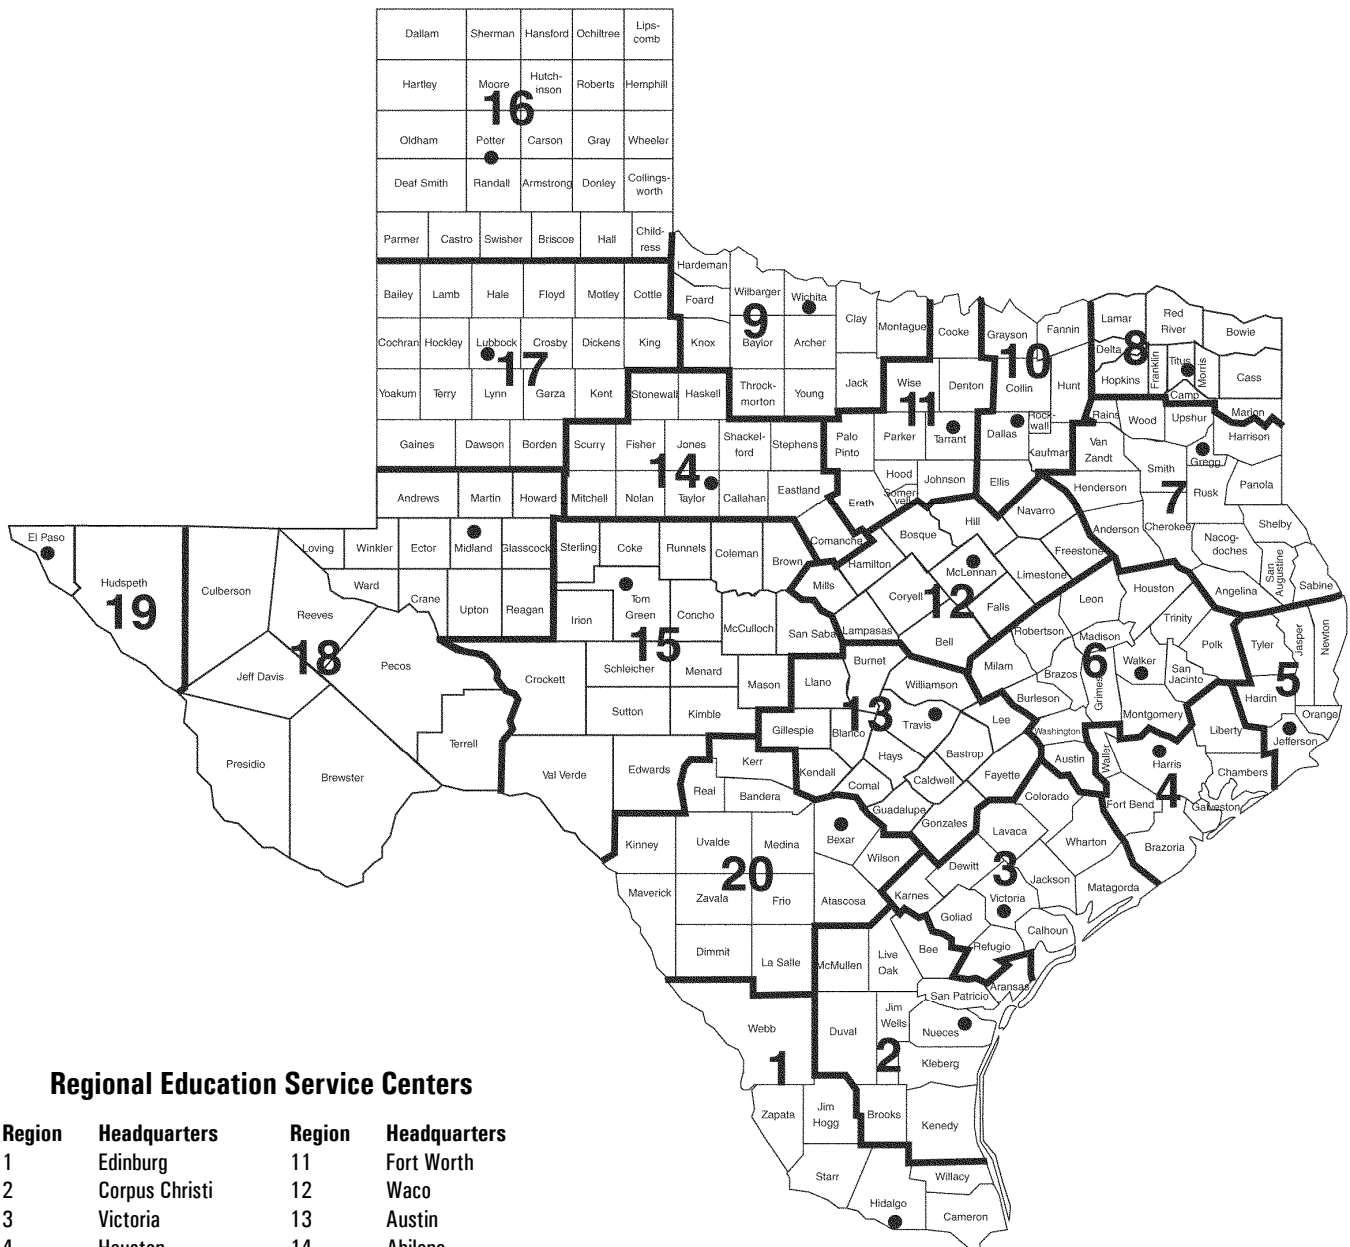 Dallam Sherman Hansford Ochiltree Lips-
comb
Hartley Moore Hutch-
inson Roberts Hemphill
16
Oldham Potter Carson Gray Wheeler
Deaf Smith Randall Armstrong Donley Collings-
worth
Parmer Castro Swisher Briscoe Hall Child-
ress
Hardeman
Bailey Lamb Hale Floyd Motley Cottle Foard Wilbarger Wichita
9
Clay Montague Cooke Grayson Fannin Lamar Red
River Bowie
Cochran Hockley Lubbock Crosby Dickens King Knox Baylor Archer
17
10
8
Delta Hopkins Franklin Titus Morris Camp Cass
Yoakum Terry Lynn Garza Kent Stonewall Haskell Throck-
morton Young Jack Wise Denton Collin Hunt
11
Gaines Dawson Borden Scurry Fisher Jones Shackel-
ford Stephens Palo
Pinto Parker Tarrant Dallas Rock-
wall Kaufman Rains Wood Upshur Marion Harrison
Van
Zandt Smith Gregg
14
7
Andrews Martin Howard Mitchell Nolan Taylor Callahan Eastland Erath Hood Somer-
vell Johnson Ellis Henderson Rusk Panola
El Paso Hudspeth Culberson Loving Winkler Ector Midland Glasscock Sterling Coke Runnels Coleman Brown Comanche Hamilton Bosque Hill Navarro Freestone Anderson Cherokee Nacog-
doches Shelby San
Augustine Sabine
19
Reeves Ward Crane Upton Reagan Irion Tom
Green Concho McCulloch San Saba Mills Lampasas Coryell McLennan Limestone Falls Bell Leon Houston Angelina Trinity
12
15
18
Jeff Davis Pecos Crockett Schleicher Menard Mason Llano Burnet Williamson Milam Robertson Madison Brazos Grimes Walker San
Jacinto Polk Tyler Jasper Newton
6
5
13
Presidio Brewster Terrell Val Verde Sutton Kimble Edwards Gillespie Blanco Travis Hays Lee Burleson Washington Montgomery Liberty Hardin Orange Jefferson
Kerr Real Bandera Kendall Comal Caldwell Bastrop Fayette Austin Waller Harris Chambers
4
Fort Bend Galveston Brazoria
Kinney Uvalde Medina Bexar Guadalupe Gonzales Wilson Lavaca Colorado Wharton Matagorda
20
3
Maverick Zavala Frio Atascosa Karnes Dewitt Jackson Victoria Goliad Calhoun Refugio
Dimmit La Salle McMullen Live
Oak Bee Aransas San Patricio
Webb Duval Jim
Wells Nueces Kleberg
1
2
Zapata Jim
Hogg Brooks Kenedy
Starr Hidalgo Willacy Cameron
Regional Education Service Centers
Region Headquarters Region Headquarters
1 Edinburg 11 Fort Worth
2 Corpus Christi 12 Waco
3 Victoria 13 Austin
4 Houston 14 Abilene